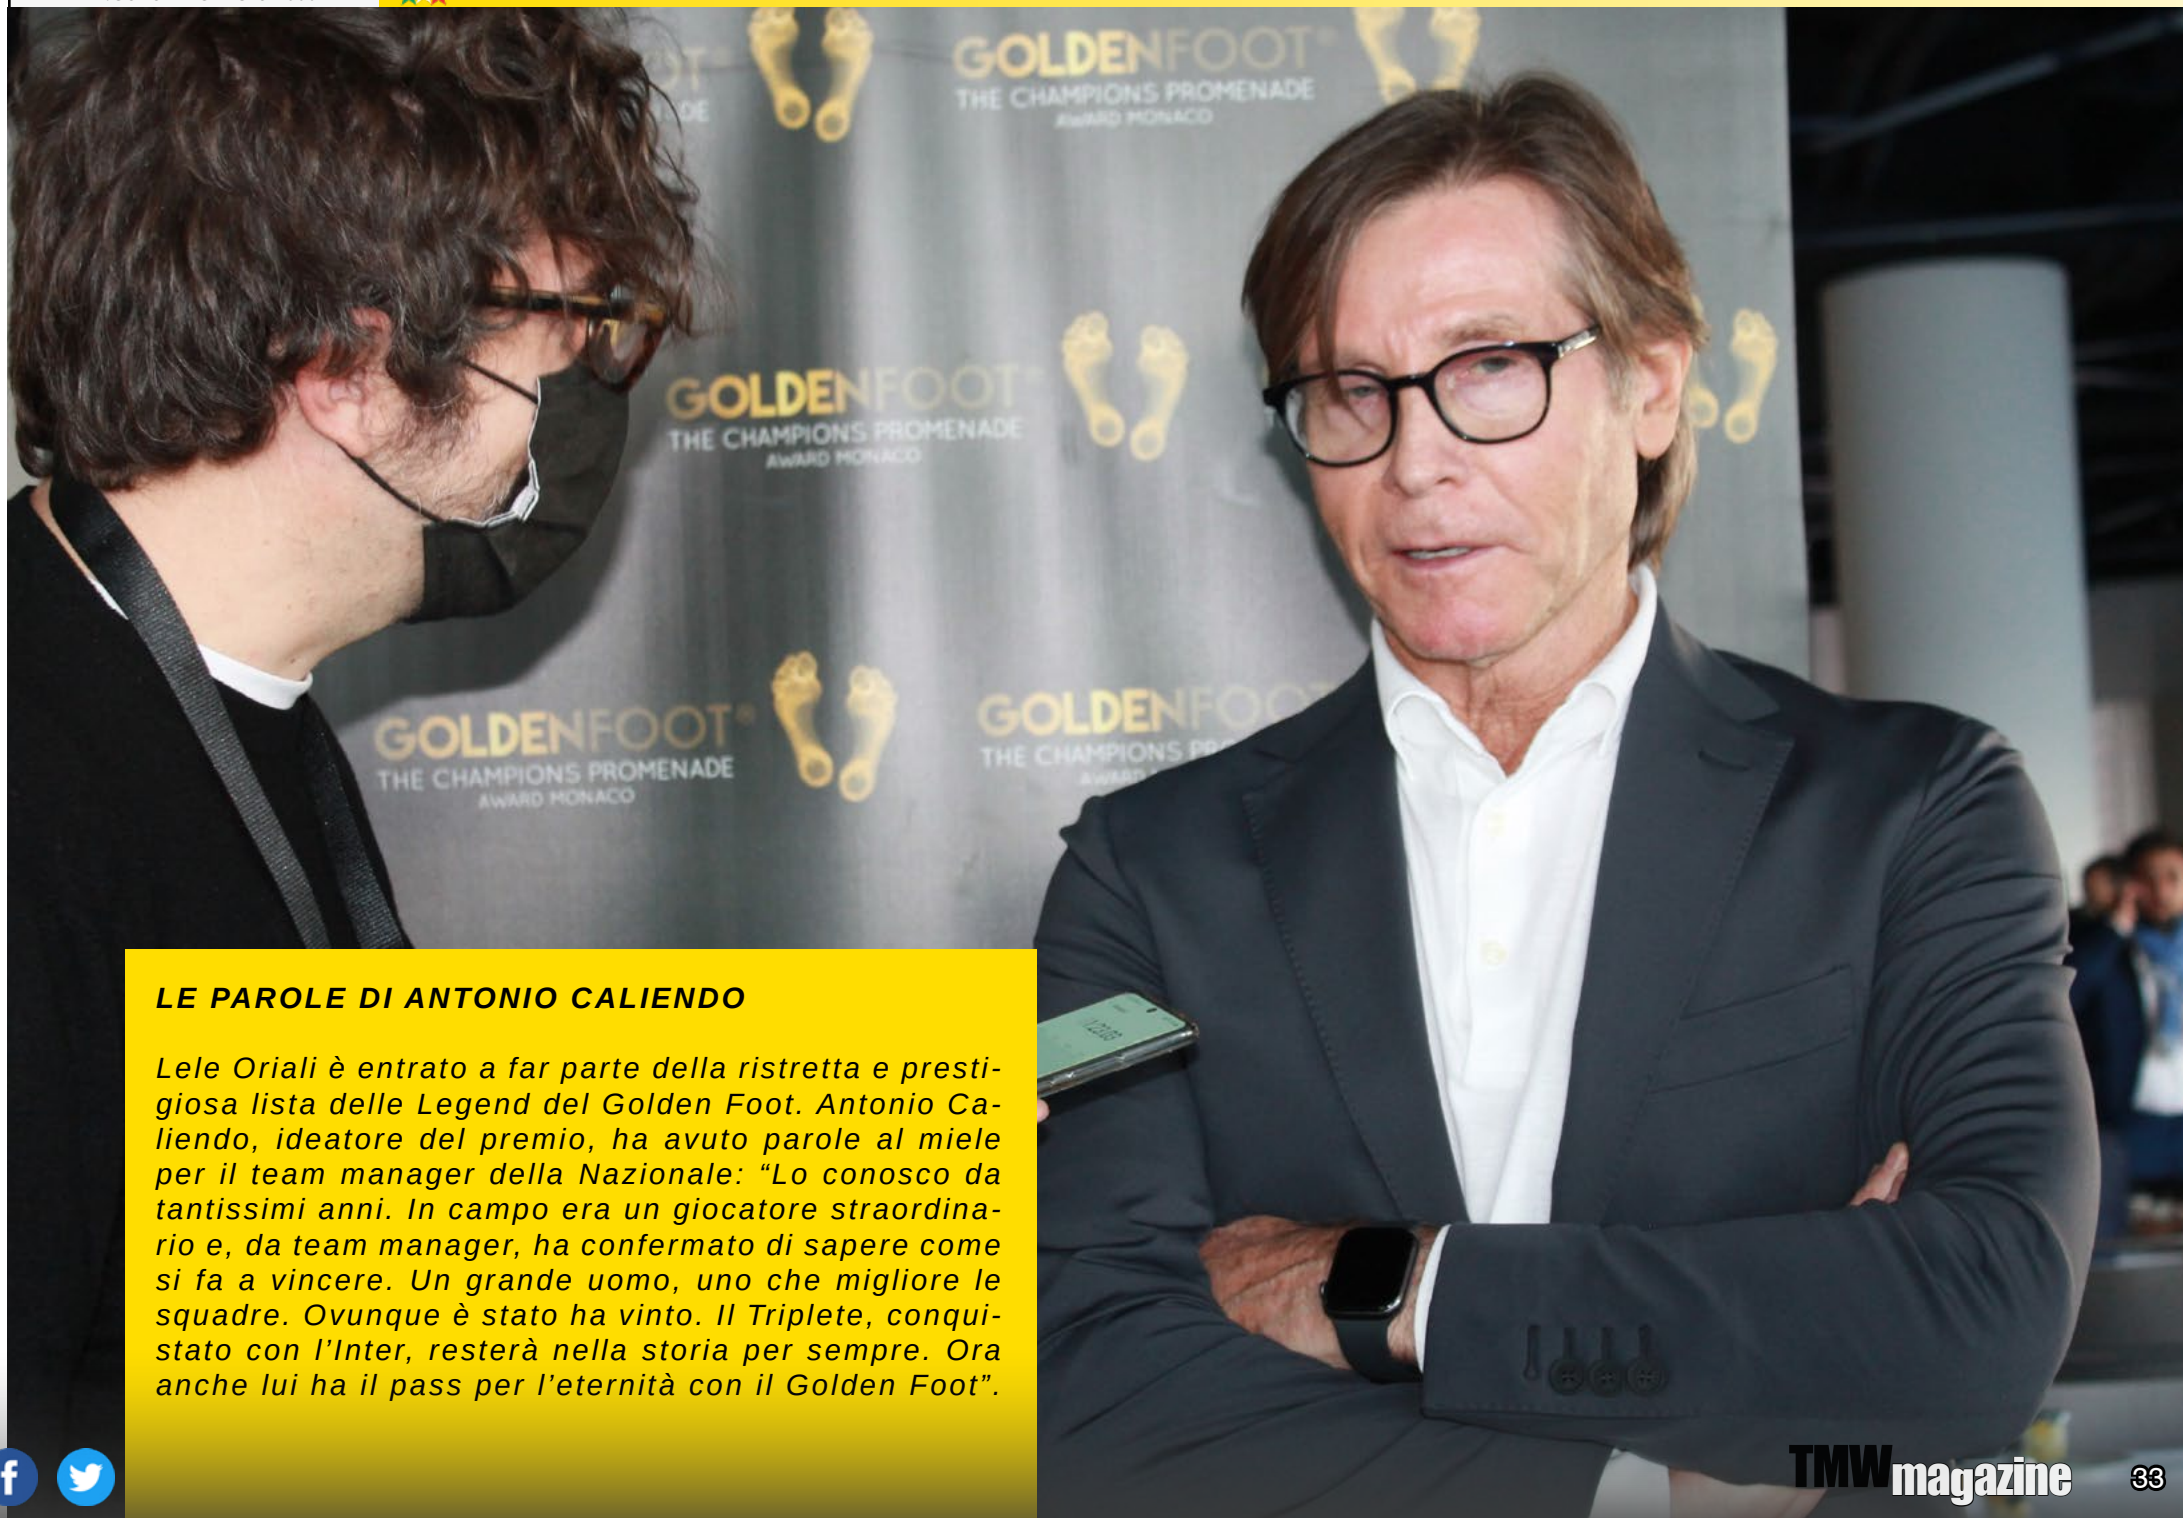 GOLDENFOOT®
THE CHAMPIONS PROMENADE
AWARD MONACO
GOLDENFOOT®
THE CHAMPIONS PROMENADE
AWARD MONACO
GOLDENFOOT®
THE CHAMPIONS PROMENADE
AWARD MONACO
GOLDENFOO
THE CHAMPIONS
LE PAROLE DI ANTONIO CALIENDO
Lele Oriali è entrato a far parte della ristretta e presti-
giosa lista delle Legend del Golden Foot. Antonio Ca-
liendo, ideatore del premio, ha avuto parole al miele
per il team manager della Nazionale: “Lo conosco da
tantissimi anni. In campo era un giocatore straordina-
rio e, da team manager, ha confermato di sapere come
si fa a vincere. Un grande uomo, uno che migliore le
squadre. Ovunque è stato ha vinto. Il Triplete, conqui-
stato con l’Inter, resterà nella storia per sempre. Ora
anche lui ha il pass per l’eternità con il Golden Foot”.
TMWmagazine 33